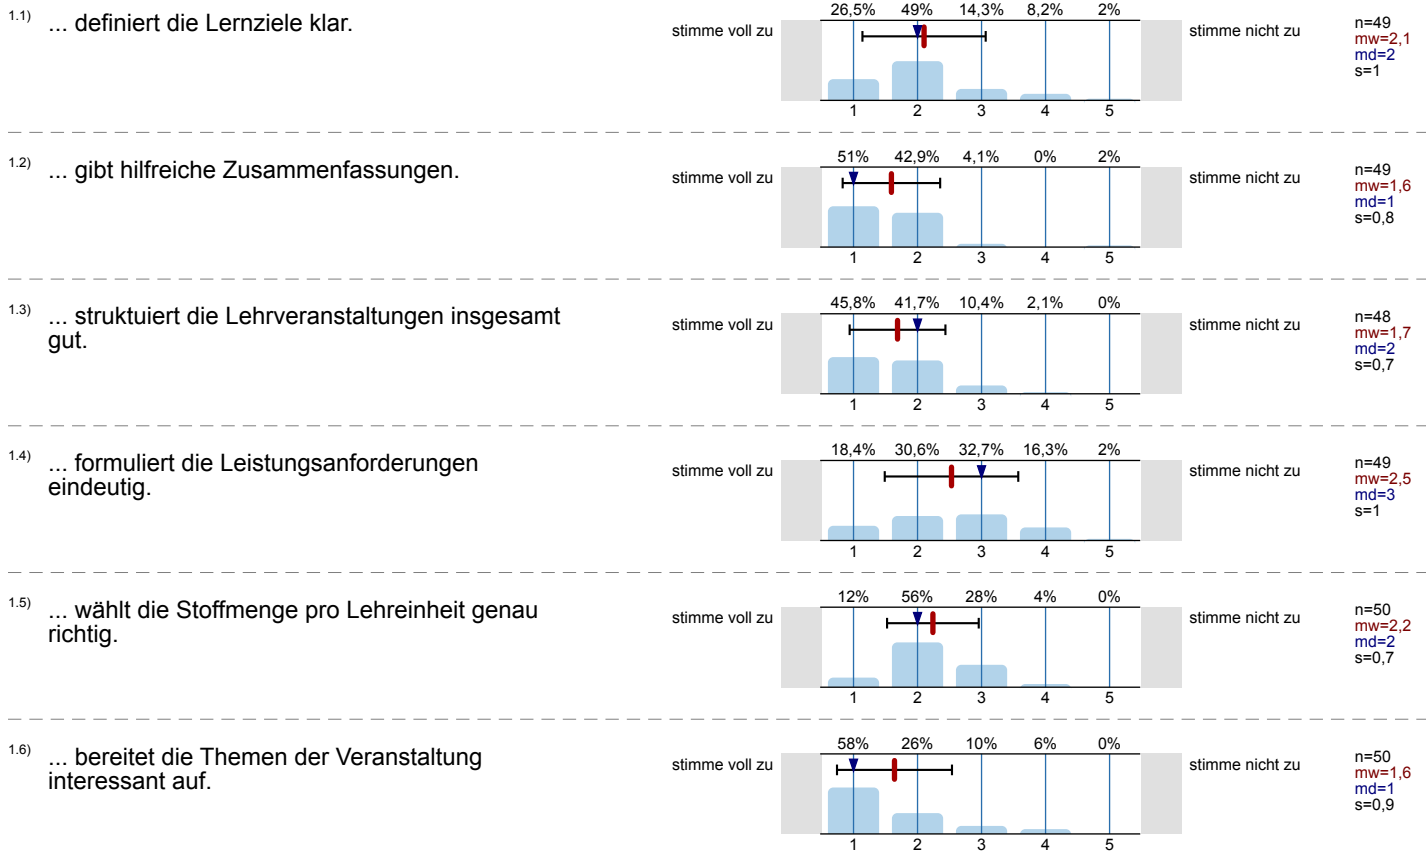 1.1) ... definiert die Lernziele klar.
stimme voll zu
26,5% 49% 14,3% 8,2% 2%
1 2 3 4 5
stimme nicht zu
n=49
mw=2,1
md=2
s=1
1.2) ... gibt hilfreiche Zusammenfassungen.
stimme voll zu
51% 42,9% 4,1% 0% 2%
1 2 3 4 5
stimme nicht zu
n=49
mw=1,6
md=1
s=0,8
1.3) ... struktuiert die Lehrveranstaltungen insgesamt
gut.
stimme voll zu
45,8% 41,7% 10,4% 2,1% 0%
1 2 3 4 5
stimme nicht zu
n=48
mw=1,7
md=2
s=0,7
1.4) ... formuliert die Leistungsanforderungen
eindeutig.
stimme voll zu
18,4% 30,6% 32,7% 16,3% 2%
1 2 3 4 5
stimme nicht zu
n=49
mw=2,5
md=3
s=1
1.5) ... wählt die Stoffmenge pro Lehreinheit genau
richtig.
stimme voll zu
12% 56% 28% 4% 0%
1 2 3 4 5
stimme nicht zu
n=50
mw=2,2
md=2
s=0,7
1.6) ... bereitet die Themen der Veranstaltung
interessant auf.
stimme voll zu
58% 26% 10% 6% 0%
1 2 3 4 5
stimme nicht zu
n=50
mw=1,6
md=1
s=0,9